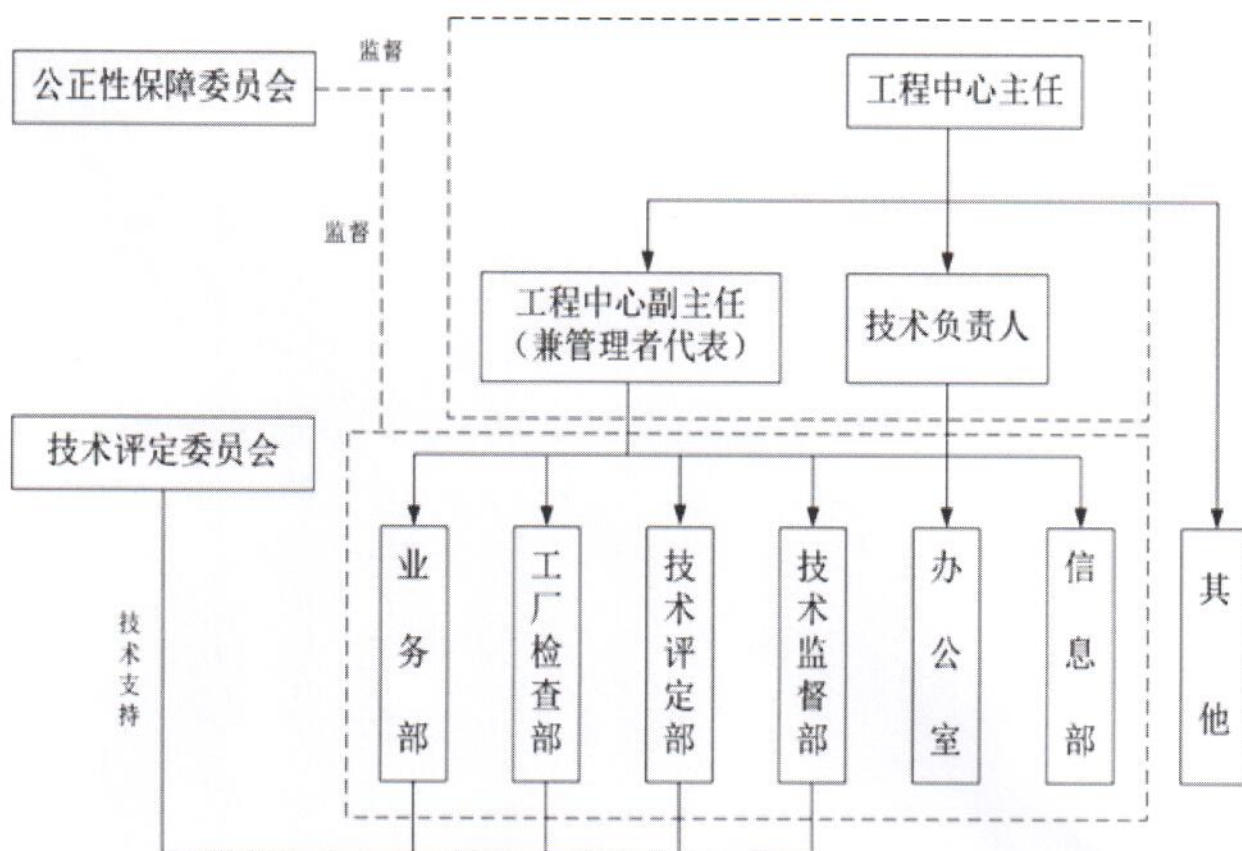 监督
公正性保障委员会
工程中心主任
监督
工程中心副主任
（兼管理者代表）
技术负责人
技术评定委员会
技术支持
业务部
工厂检查部
技术评定部
技术监督部
办公室
信息部
其他